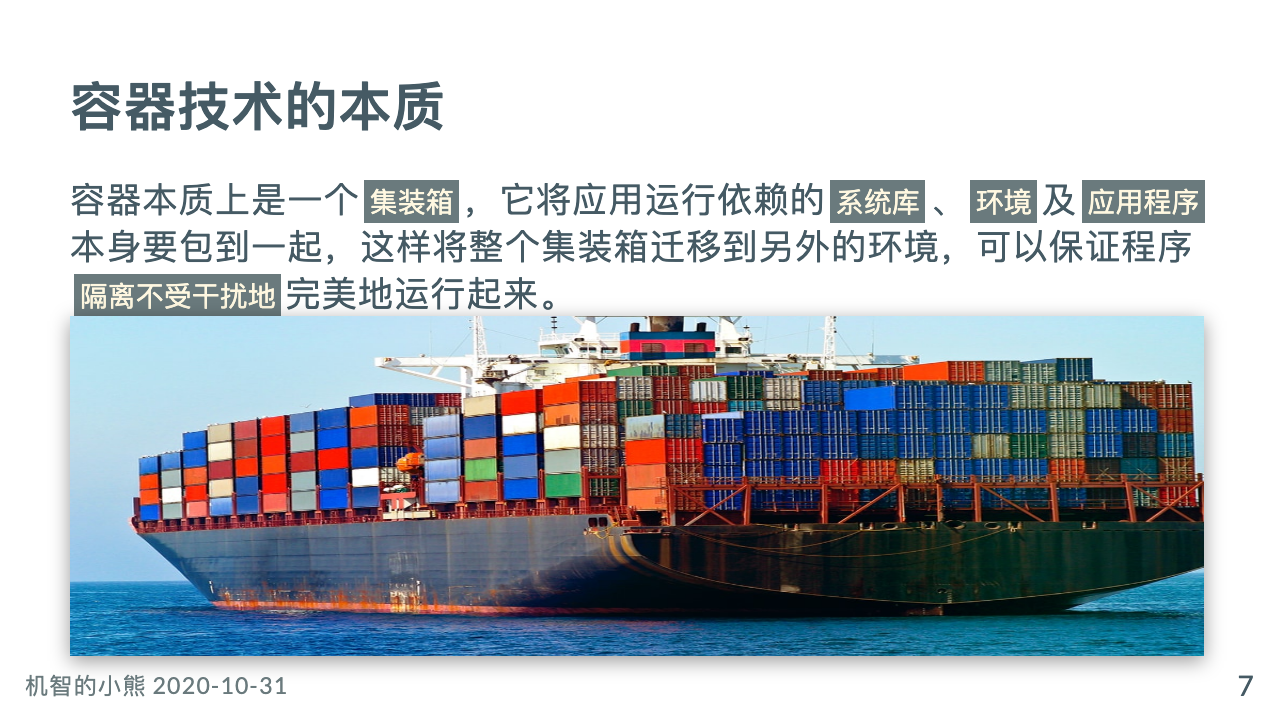 容器技术的本质
容器本质上是一个 集装箱 ，它将应用运行依赖的 系统库 、 环境 及 应用程序
本身要包到一起，这样将整个集装箱迁移到另外的环境，可以保证程序
隔离不受干扰地 完美地运行起来。
机智的小熊 2020-10-31
7